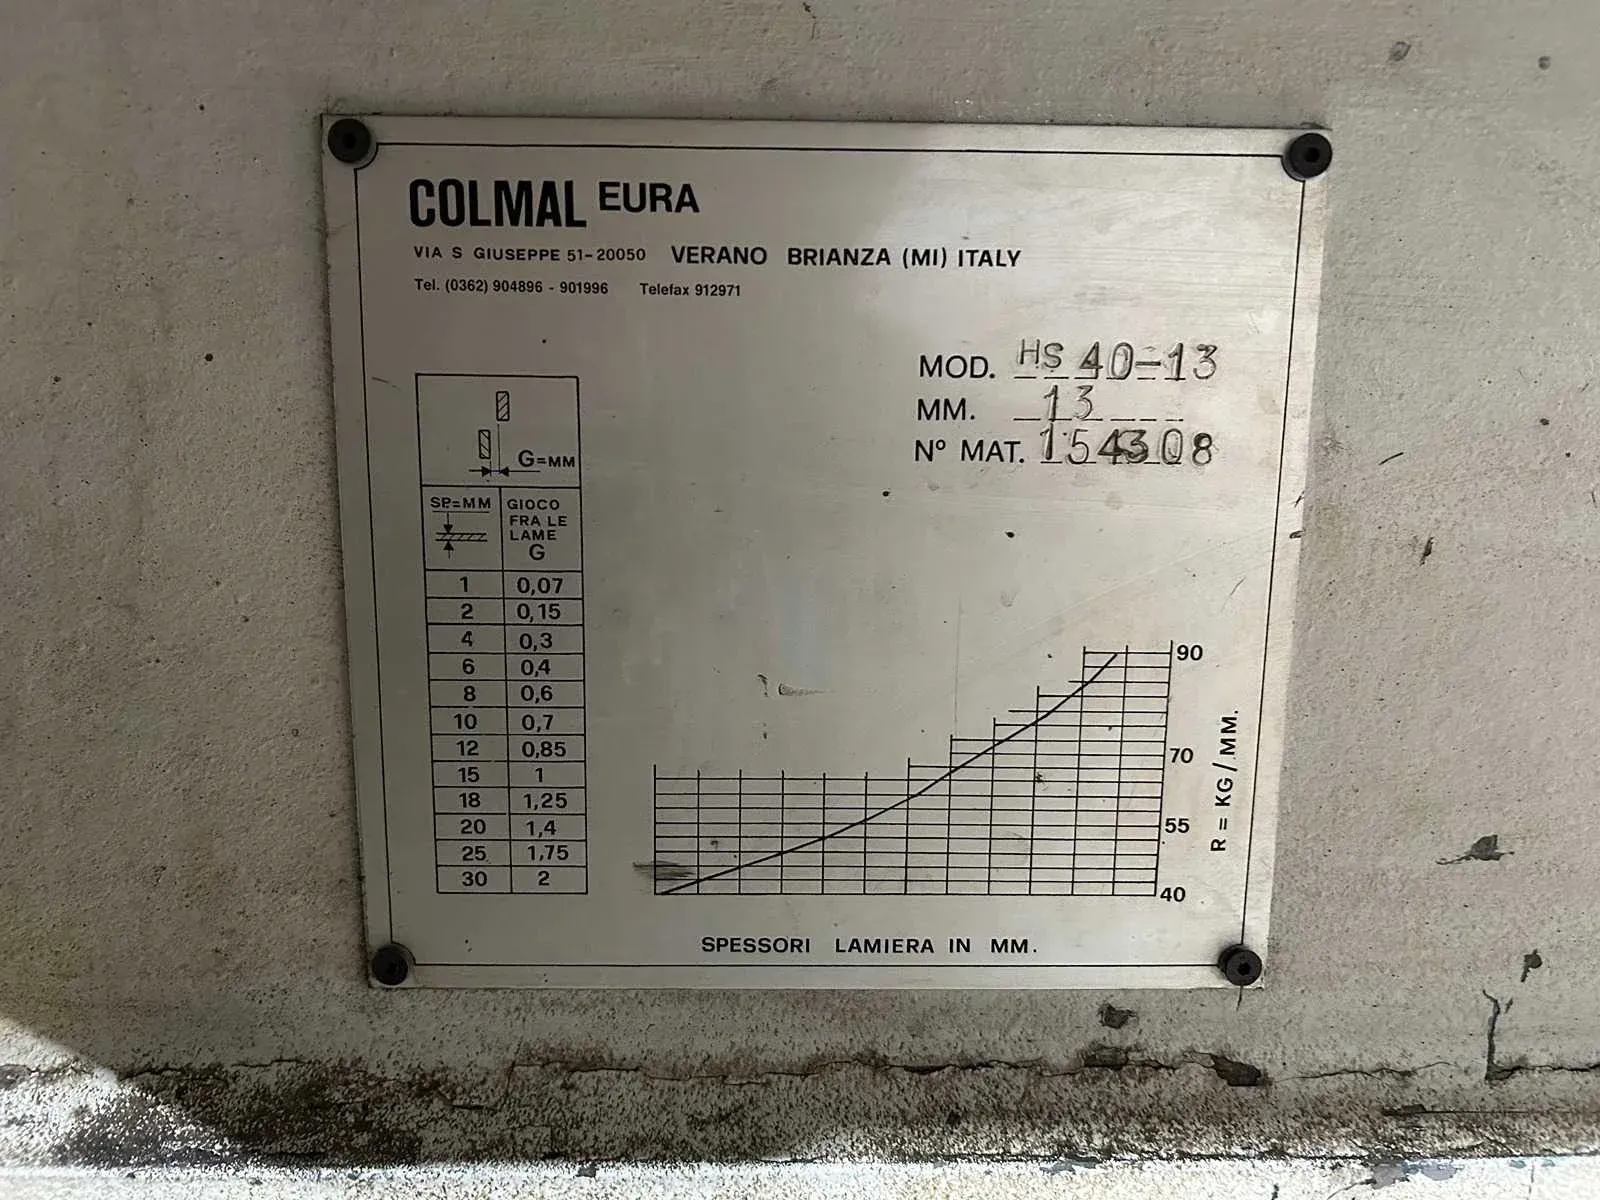 COLMAL EURA
VIA S GIUSEPPE 51-20050 VERANO BRIANZA (MI) ITALY
Tel. (0362) 904896 - 901996 Telefax 912971
MOD. HS 40-13
MM. 13
Nº MAT.
G=MM
SP=MM GIOCO
FRA LE
LAME
G
1 0,07
2 0,15
4 0,3
6 0,4
8 0,6
10 0,7
12 0,85
15 1
18 1,25
20 1,4
25 1,75
30 2
90
70
55
40
R = KG/MM.
SPESSORI LAMIERA IN MM.